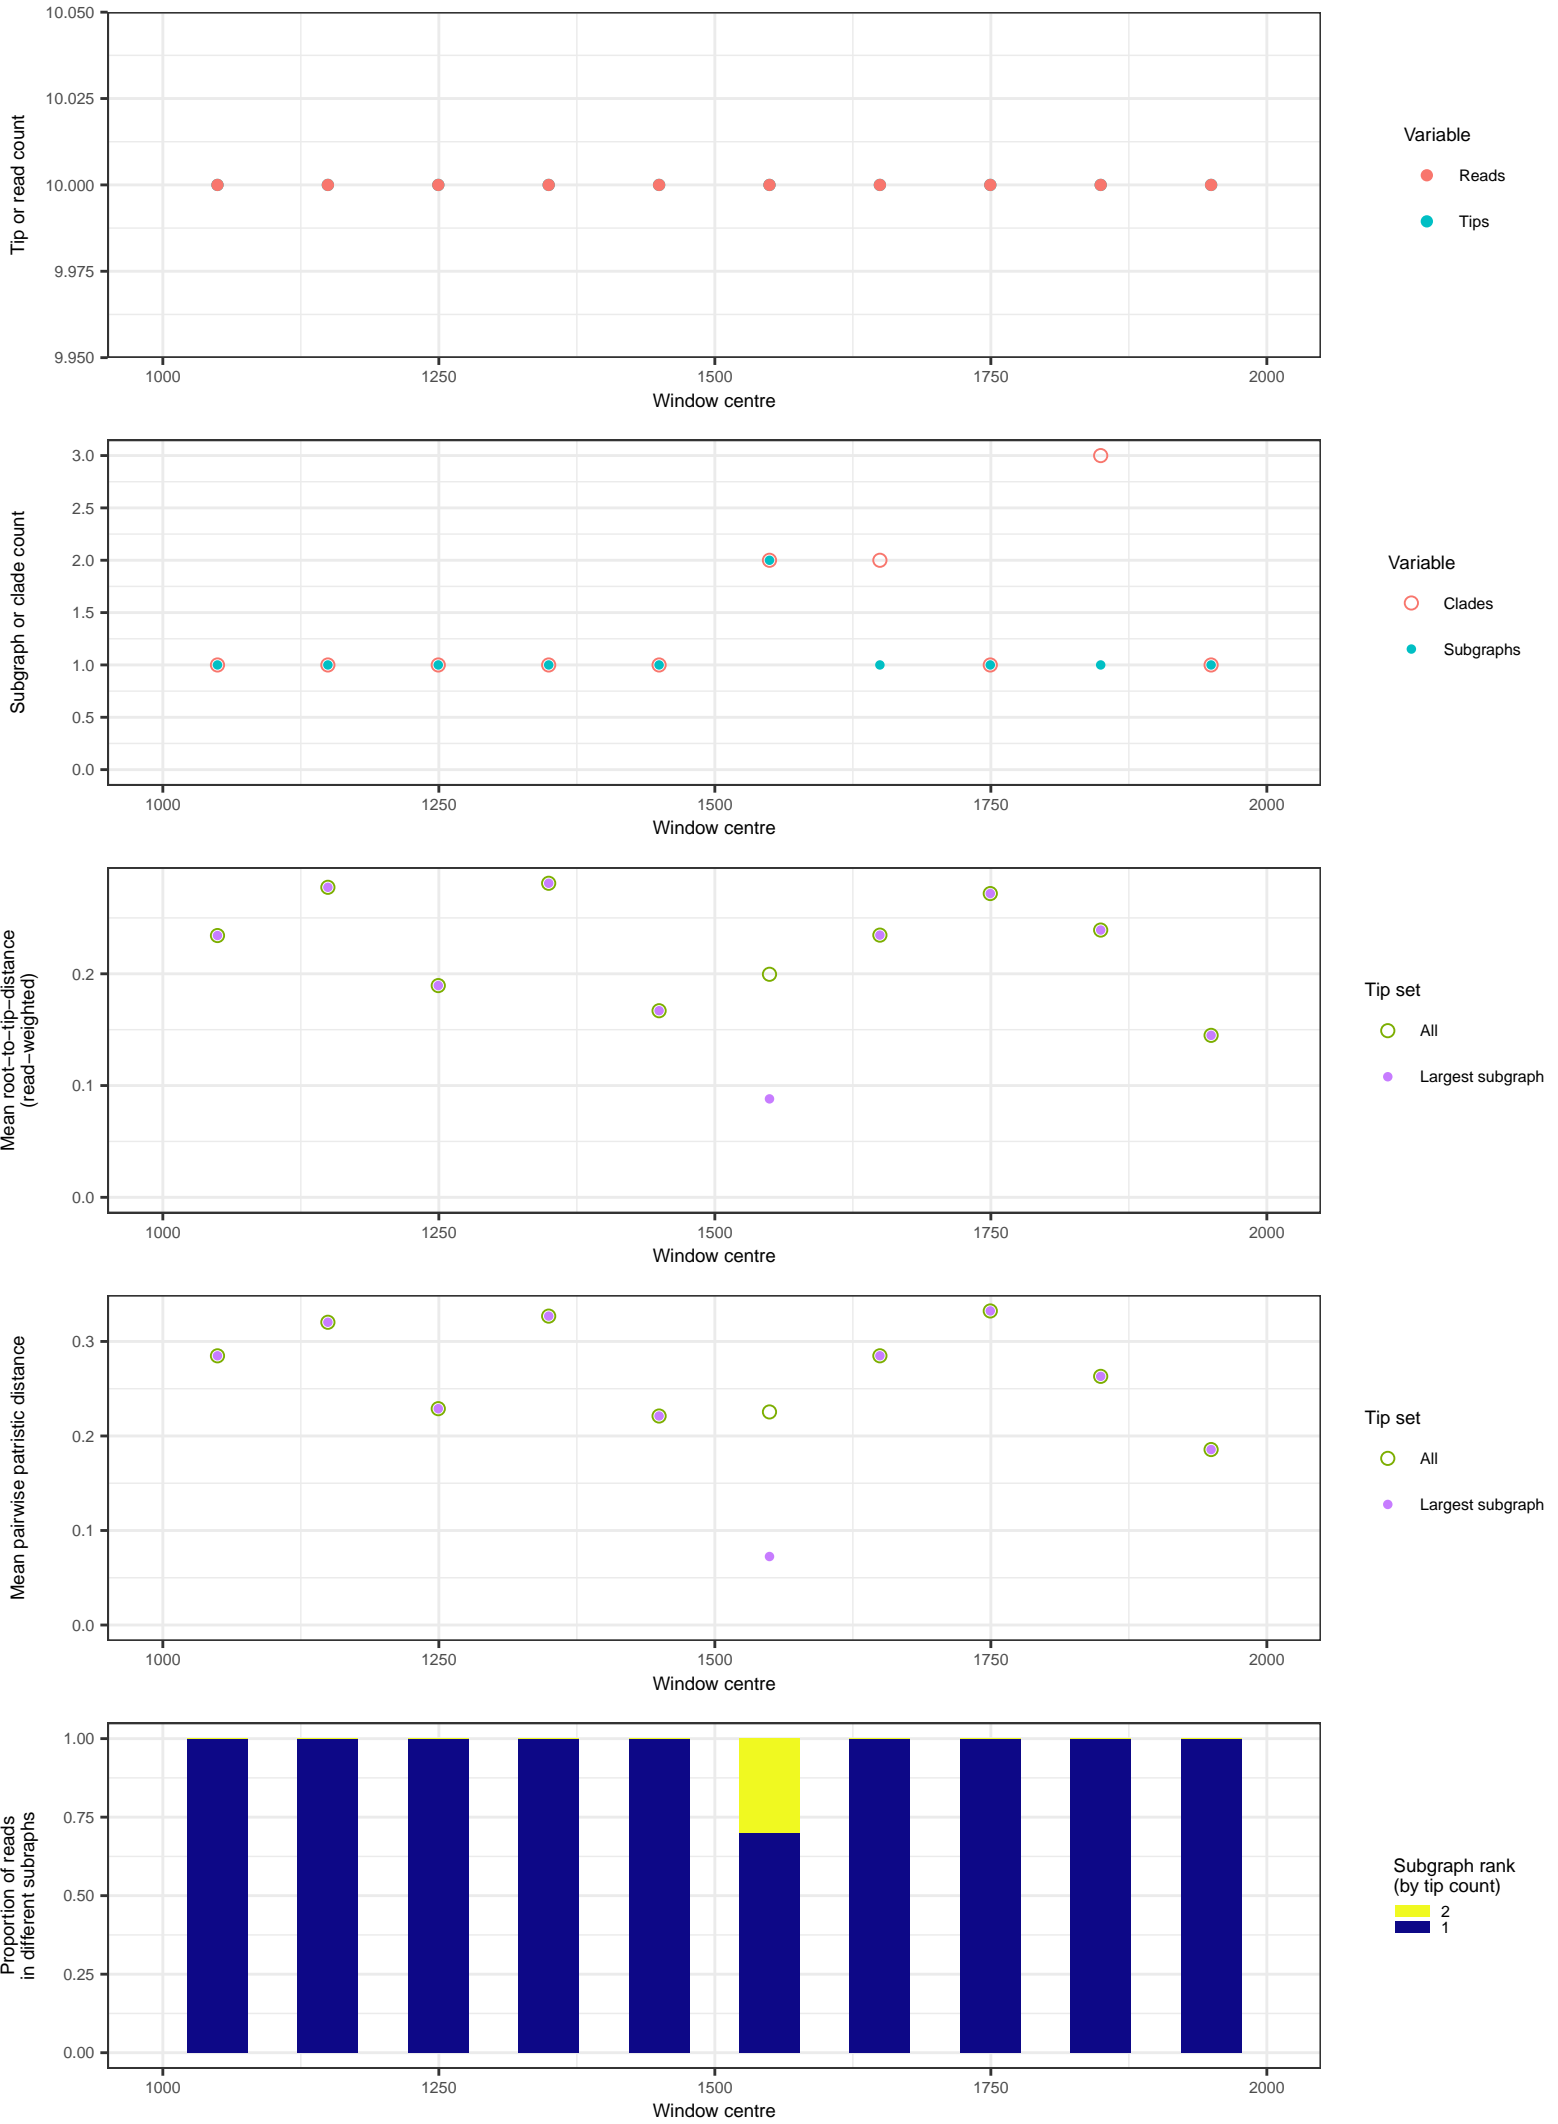 10.050
10.025
10.000
9.975
9.950
Tip or read count
1000 1250 1500 1750 2000
Window centre
Variable
Reads
Tips
3.0
2.5
2.0
1.5
1.0
0.5
0.0
Subgraph or clade count
1000 1250 1500 1750 2000
Window centre
Variable
Clades
Subgraphs
0.2
0.1
0.0
Mean root−to−tip−distance
(read−weighted)
1000 1250 1500 1750 2000
Window centre
Tip set
All
Largest subgraph
0.3
0.2
0.1
0.0
Mean pairwise patristic distance
1000 1250 1500 1750 2000
Window centre
Tip set
All
Largest subgraph
1.00
0.75
0.50
0.25
0.00
Proportion of reads
in different subraphs
1000 1250 1500 1750 2000
Window centre
Subgraph rank
(by tip count)
2
1